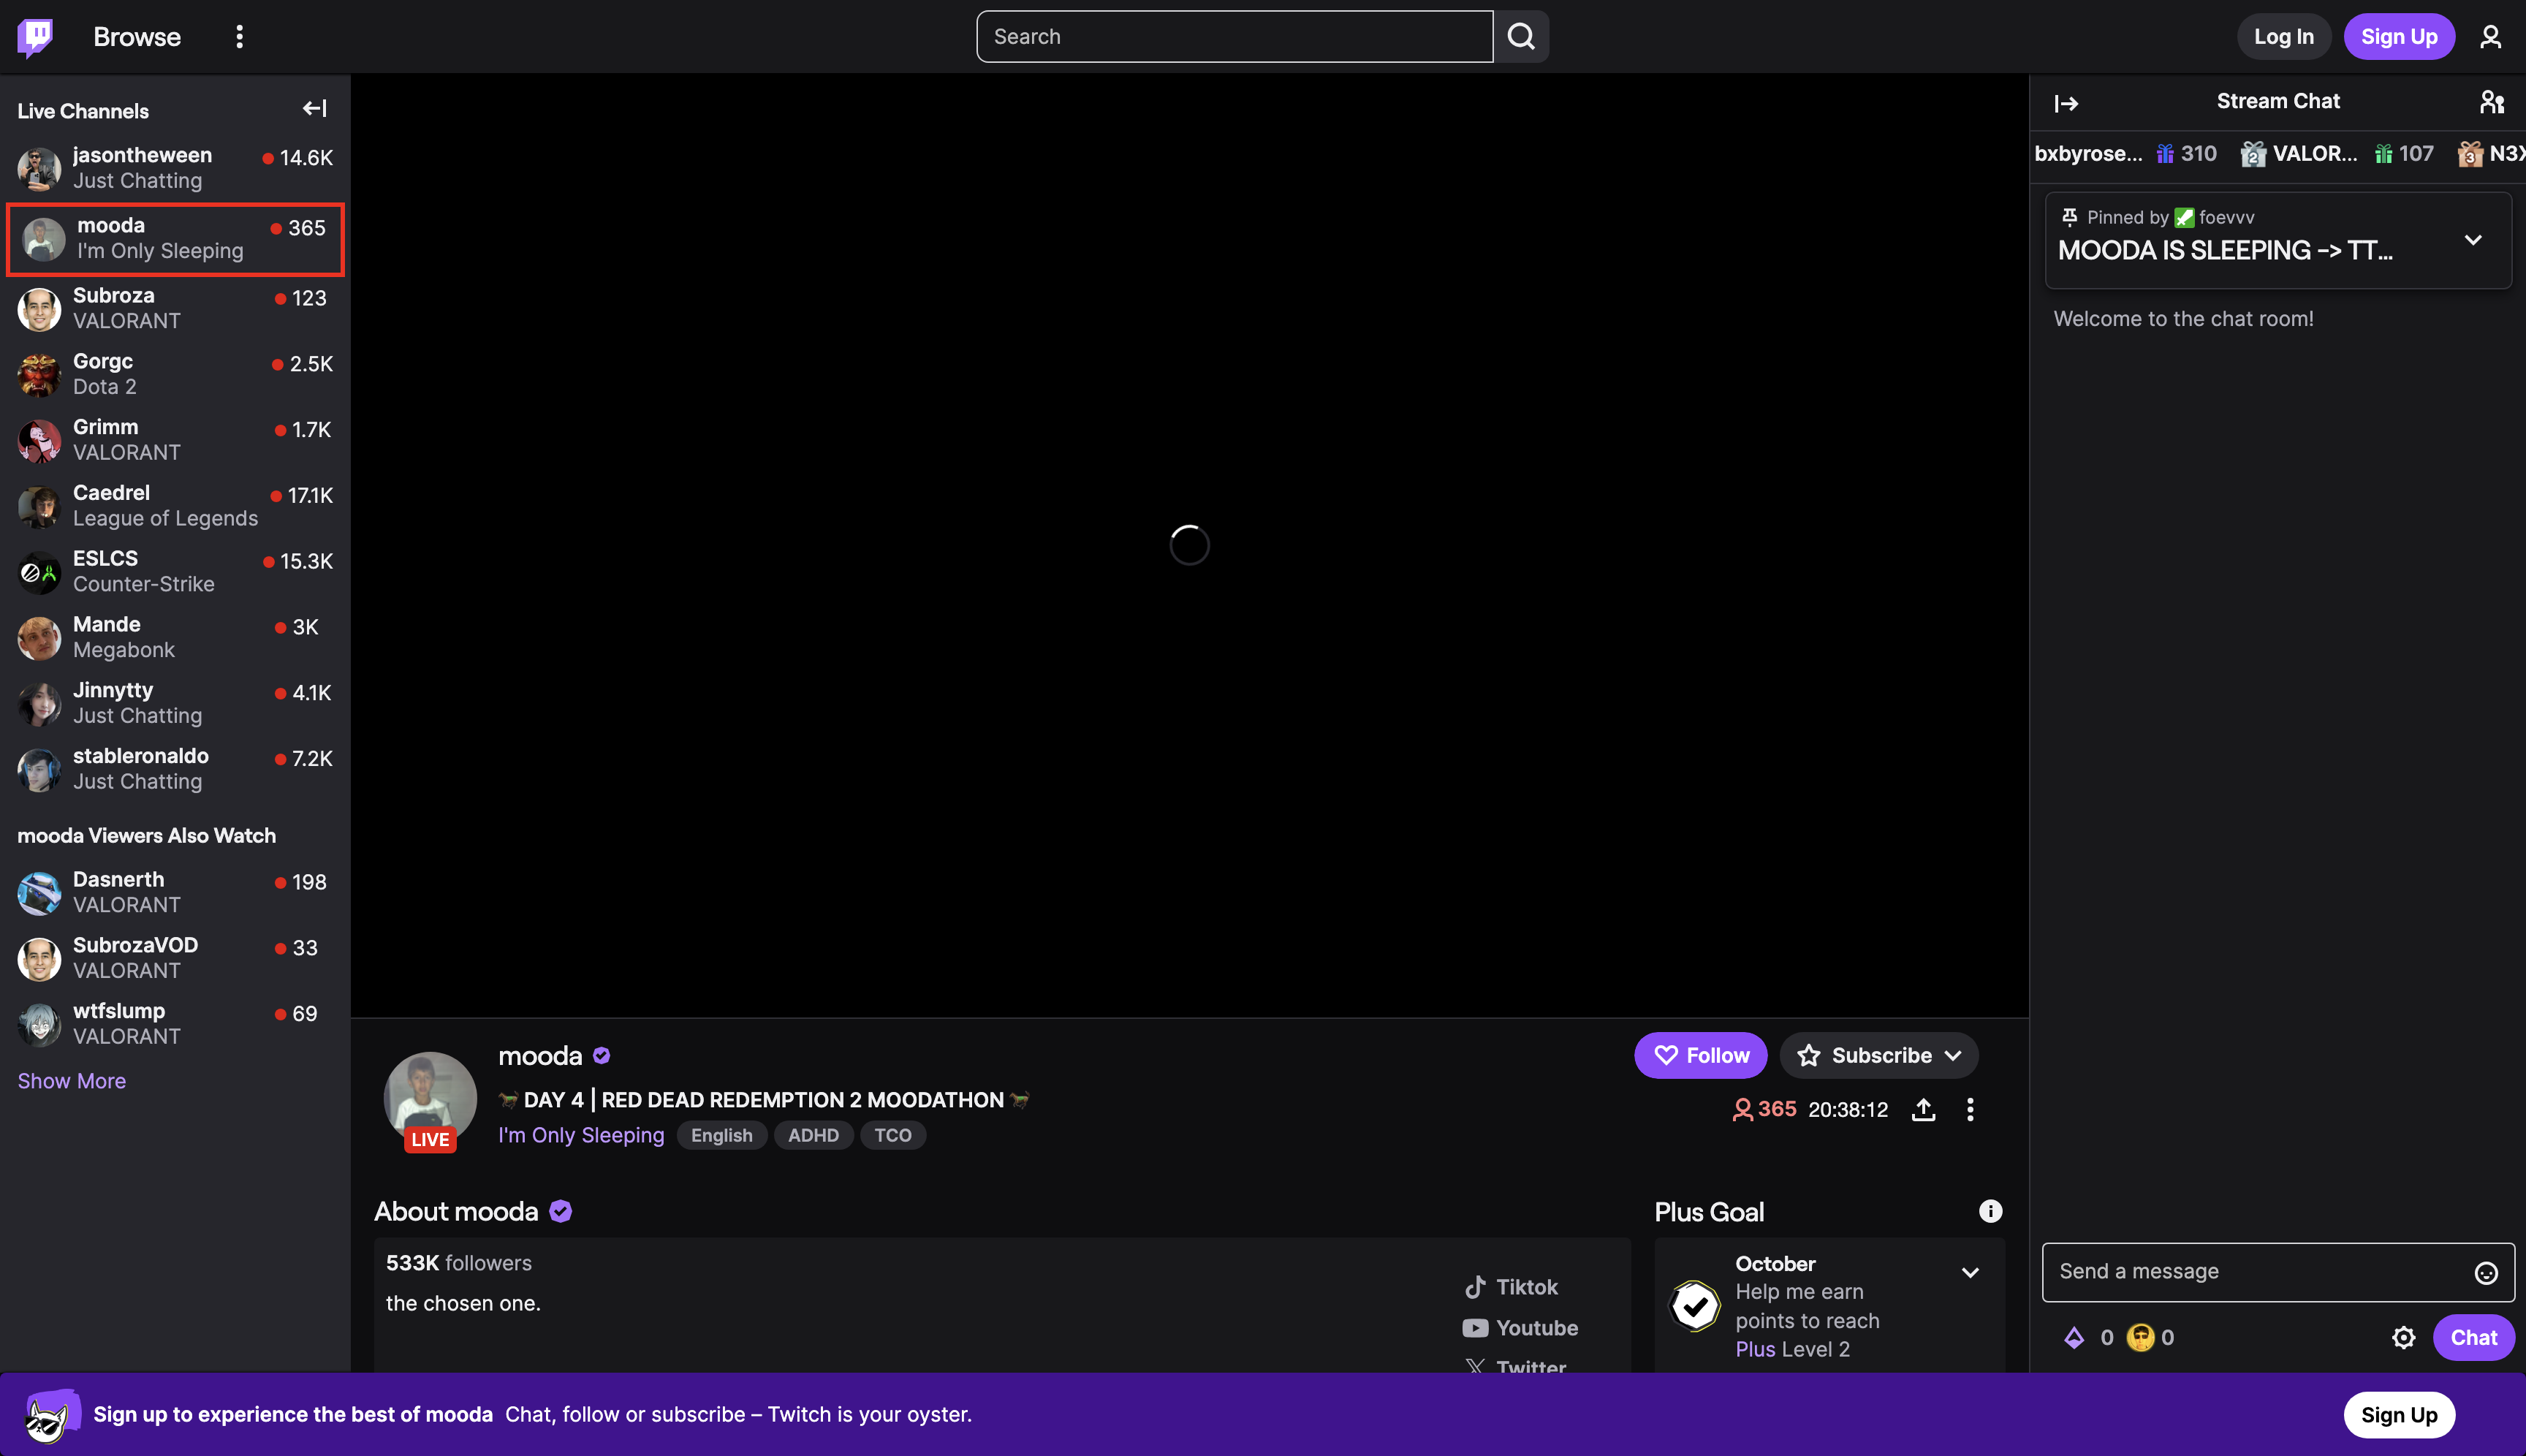 Browse
Search
Log In
Sign Up
Live Channels
jasontheween
14.6K
Just Chatting
mooda
365
I'm Only Sleeping
Subroza
123
VALORANT
Gorgc
2.5K
Dota 2
Grimm
1.7K
VALORANT
Caedrel
17.1K
League of Legends
ESLCS
15.3K
Counter-Strike
Mande
3K
Megabonk
Jinnytty
4.1K
Just Chatting
stableronaldo
7.2K
Just Chatting
mooda Viewers Also Watch
Dasnerth
198
VALORANT
SubrozaVOD
33
VALORANT
wtfslump
69
VALORANT
Show More
mooda
DAY 4 | RED DEAD REDEMPTION 2 MOODATHON
I'm Only Sleeping English ADHD TCO
LIVE
Follow
Subscribe
365 20:38:12
About mooda
533K followers
the chosen one.
Tiktok
Youtube
Twitter
Plus Goal
October
Help me earn
points to reach
Plus Level 2
Stream Chat
bxbyrose... 310 2 VALOR... 107 3 N3X
Pinned by foevvv
MOODA IS SLEEPING -> TT...
Welcome to the chat room!
Send a message
0 0
Chat
Sign up to experience the best of mooda Chat, follow or subscribe – Twitch is your oyster.
Sign Up